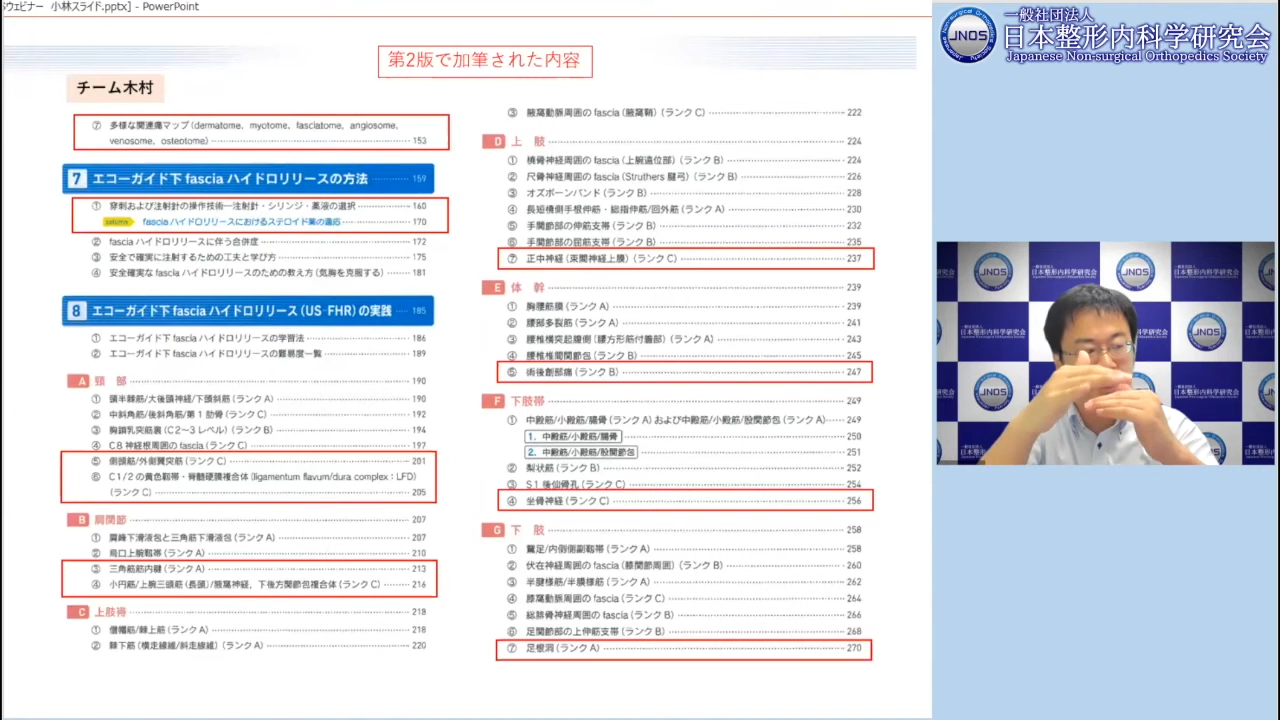 ウェビナー 小林スライド.pptx] - PowerPoint
第2版で加筆された内容
チーム木村
⑦ 多様な関連痛マップ(dermatome, myotome, fasciatome, angiosome,
venosome, osteotome) 153
7 エコーガイド下 fascia ハイドロリリースの方法 159
① 穿刺および注射針の操作技術―注射針・シリンジ・薬液の選択 160
column fascia ハイドロリリースにおけるステロイド薬の適応 170
② fascia ハイドロリリースに伴う合併症 172
③ 安全で確実に注射するための工夫と学び方 175
④ 安全確実な fascia ハイドロリリースのための教え方(気胸を克服する) 181
8 エコーガイド下 fascia ハイドロリリース(US-FHR)の実践 185
① エコーガイド下 fascia ハイドロリリースの学習法 186
② エコーガイド下 fascia ハイドロリリースの難易度一覧 189
A 頸 部 190
① 頭半棘筋/大後頭神経/下頭斜筋(ランク A) 190
② 中斜角筋/後斜角筋/第 1 肋骨(ランク C) 192
③ 胸鎖乳突筋裏(C2〜3 レベル)(ランク B) 194
④ C8 神経根周囲の fascia(ランク C) 197
⑤ 側頭筋/外側翼突筋(ランク C) 201
⑥ C1/2 の黄色靱帯・脊髄硬膜複合体(ligamentum flavum/dura complex:LFD)
(ランク C) 205
B 肩関節 207
① 肩峰下滑液包と三角筋下滑液包(ランク A) 207
② 烏口上腕靱帯(ランク A) 210
③ 三角筋筋内腱(ランク A) 213
④ 小円筋/上腕三頭筋(長頭)/腋窩神経,下後方関節包複合体(ランク C) 216
C 上肢帯 218
① 僧帽筋/棘上筋(ランク A) 218
② 棘下筋(横走線維/斜走線維)(ランク A) 220
③ 腋窩動脈周囲の fascia(腋窩鞘)(ランク C) 222
D 上 肢 224
① 橈骨神経周囲の fascia(上腕遠位部)(ランク B) 224
② 尺骨神経周囲の fascia(Struthers 腱弓)(ランク B) 226
③ オズボーンバンド(ランク B) 228
④ 長短橈側手根伸筋・総指伸筋/回外筋(ランク A) 230
⑤ 手関節部の伸筋支帯(ランク B) 232
⑥ 手関節部の屈筋支帯(ランク B) 235
⑦ 正中神経(束間神経上膜)(ランク C) 237
E 体 幹 239
① 胸腰筋膜(ランク A) 239
② 腰部多裂筋(ランク A) 241
③ 腰椎横突起腹側(腰方形筋付着部)(ランク A) 243
④ 腰椎椎間関節包(ランク B) 245
⑤ 術後創部痛(ランク B) 247
F 下肢帯 249
① 中殿筋/小殿筋/腸骨(ランク A)および中殿筋/小殿筋/股関節包(ランク A) 249
1. 中殿筋/小殿筋/腸骨 250
2. 中殿筋/小殿筋/股関節包 251
② 梨状筋(ランク B) 252
③ S1 後仙骨孔(ランク C) 254
④ 坐骨神経(ランク C) 256
G 下 肢 258
① 鵞足/内側側副靱帯(ランク A) 258
② 伏在神経周囲の fascia(膝関節周囲)(ランク B) 260
③ 半腱様筋/半膜様筋(ランク A) 262
④ 膝窩動脈周囲の fascia(ランク C) 264
⑤ 総腓骨神経周囲の fascia(ランク B) 266
⑥ 足関節部の上伸筋支帯(ランク B) 268
⑦ 足根洞(ランク A) 270
JNOS
一般社団法人
日本整形内科学研究会
Japanese Non-surgical Orthopedics Society